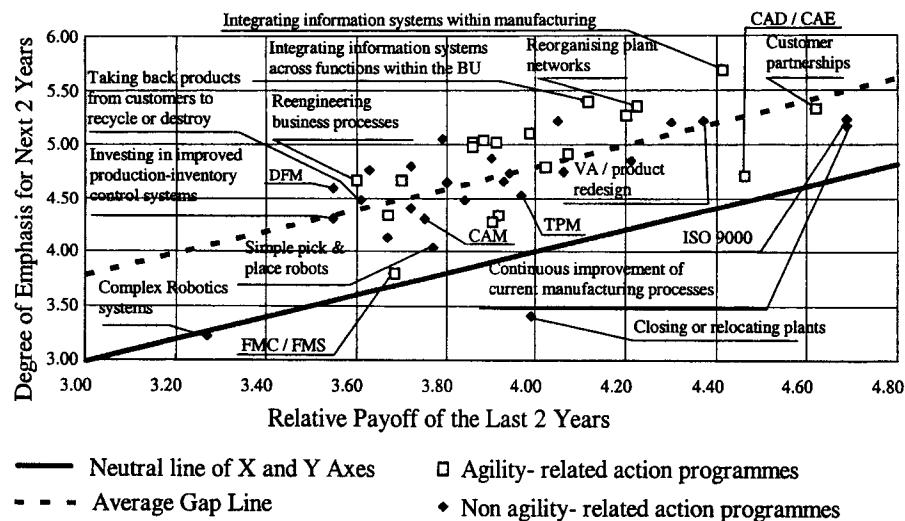 Integrating information systems within manufacturing
CAD / CAE
6.00
5.50
5.00
4.50
4.00
3.50
3.00
Degree of Emphasis for Next 2 Years
Integrating information systems
across functions within the BU
Reorganising plant
networks
Customer
partnerships
Taking back products
from customers to
recycle or destroy
Reengineering
business processes
Investing in improved
production-inventory
control systems
DFM
VA / product
redesign
CAM
TPM
ISO 9000
Simple pick &
place robots
Continuous improvement of
current manufacturing processes
Complex Robotics
systems
FMC / FMS
Closing or relocating plants
3.00 3.20 3.40 3.60 3.80 4.00 4.20 4.40 4.60 4.80
Relative Payoff of the Last 2 Years
Neutral line of X and Y Axes
Agility- related action programmes
Average Gap Line
Non agility- related action programmes